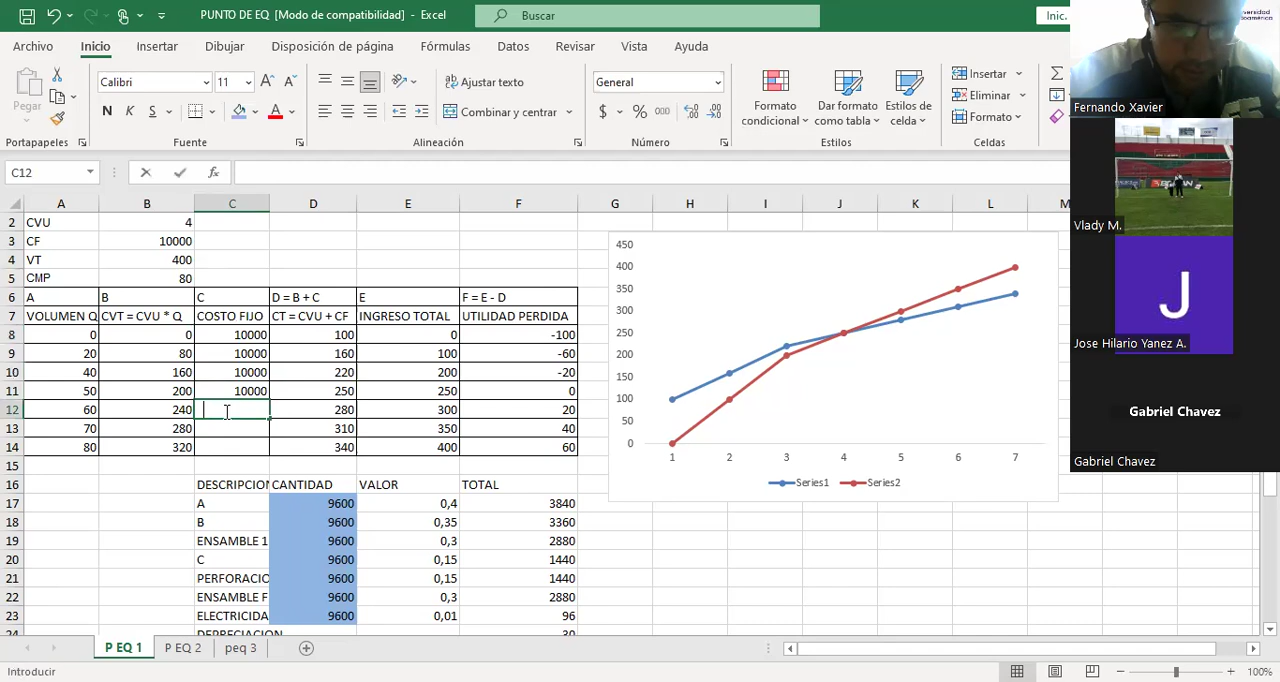 PUNTO DE EQ [Modo de compatibilidad] - Excel
Buscar
Inic.
Archivo Inicio Insertar Dibujar Disposición de página Fórmulas Datos Revisar Vista Ayuda
Pegar
Calibri 11
N K S
Ajustar texto
Combinar y centrar
General
$ % 000
Formato condicional
Dar formato como tabla
Estilos de celda
Insertar
Eliminar
Formato
Portapapeles Fuente Alineación Número Estilos Celdas
C12
A B C D E F G H I J K L M
2 CVU 4
3 CF 10000
4 VT 400
5 CMP 80
6 A B C D = B + C E F = E - D
7 VOLUMEN Q CVT = CVU * Q COSTO FIJO CT = CVU + CF INGRESO TOTAL UTILIDAD PERDIDA
8 0 0 10000 100 0 -100
9 20 80 10000 160 100 -60
10 40 160 10000 220 200 -20
11 50 200 10000 250 250 0
12 60 240 280 300 20
13 70 280 310 350 40
14 80 320 340 400 60
15
16 DESCRIPCION CANTIDAD VALOR TOTAL
17 A 9600 0,4 3840
18 B 9600 0,35 3360
19 ENSAMBLE 1 9600 0,3 2880
20 C 9600 0,15 1440
21 PERFORACIO 9600 0,15 1440
22 ENSAMBLE F 9600 0,3 2880
23 ELECTRICIDA 9600 0,01 96
24 DEPRECIACION 30
450
400
350
300
250
200
150
100
50
0
1 2 3 4 5 6 7
Series1 Series2
P EQ 1 P EQ 2 peq 3
Introducir
100%
Fernando Xavier
Vlady M.
J
Jose Hilario Yanez A.
Gabriel Chavez
Gabriel Chavez